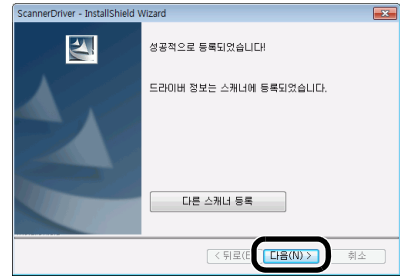 ScannerDriver - InstallShield Wizard
성공적으로 등록되었습니다!
드라이버 정보는 스캐너에 등록되었습니다.
다른 스캐너 등록
< 뒤로(B
다음(N) >
취소